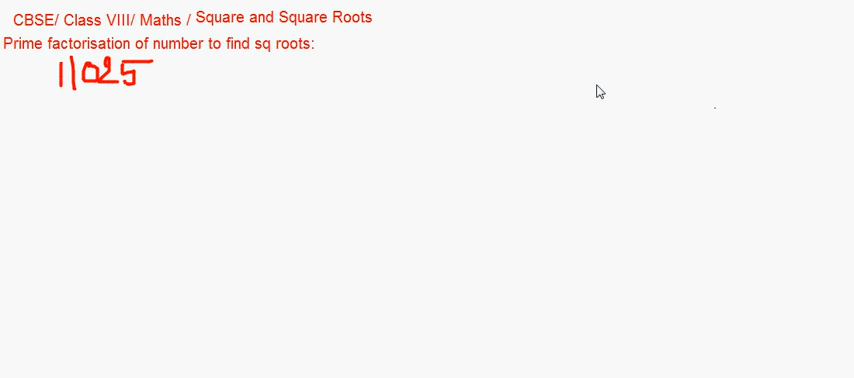 CBSE/ Class VIII/ Maths / Square and Square Roots
Prime factorisation of number to find sq roots:
11025